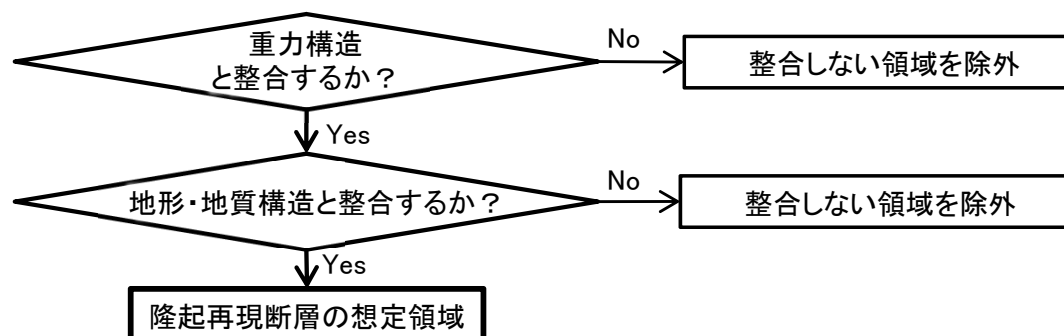 重力構造
と整合するか？
No
整合しない領域を除外
Yes
地形・地質構造と整合するか？
No
整合しない領域を除外
Yes
隆起再現断層の想定領域